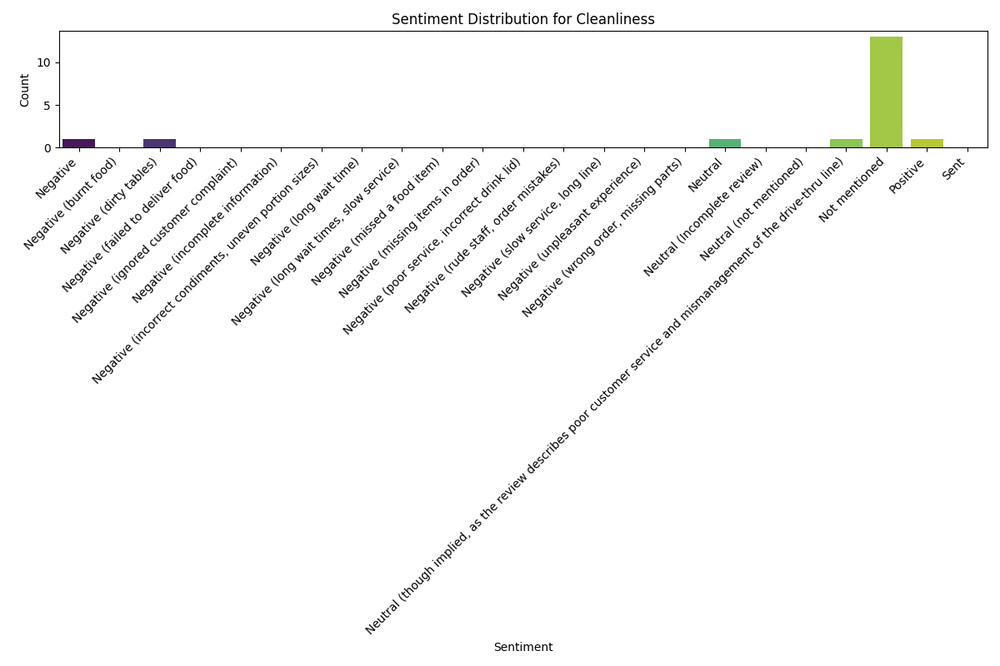 Sentiment Distribution for Cleanliness
Count
10
5
0
Negative
Negative (burnt food)
Negative (dirty tables)
Negative (failed to deliver food)
Negative (ignored customer complaint)
Negative (incomplete information)
Negative (incorrect condiments, uneven portion sizes)
Negative (long wait time)
Negative (long wait times, slow service)
Negative (missed a food item)
Negative (missing items in order)
Negative (poor service, incorrect drink lid)
Negative (rude staff, order mistakes)
Negative (slow service, long line)
Negative (unpleasant experience)
Negative (wrong order, missing parts)
Neutral
Neutral (Incomplete review)
Neutral (not mentioned)
Neutral (though implied, as the review describes poor customer service and mismanagement of the drive-thru line)
Not mentioned
Positive
Sent
Sentiment